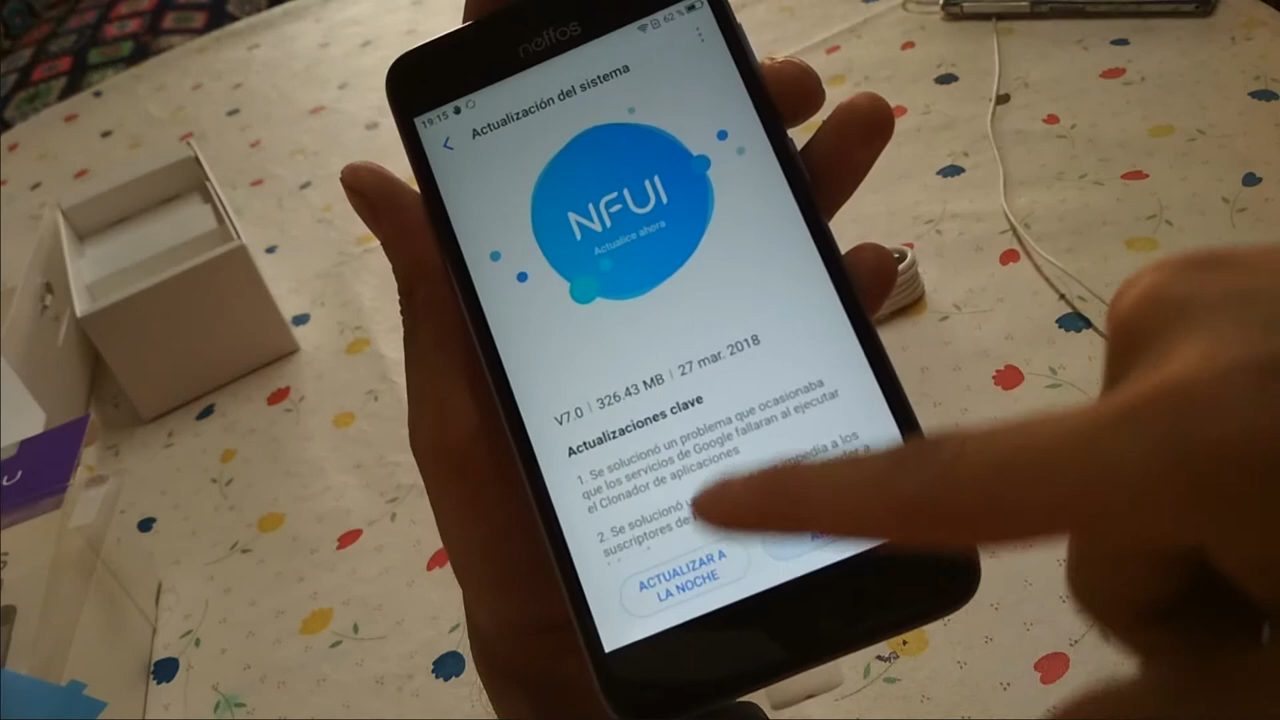 neffos
19:15
62 %
Actualización del sistema
NFUI
Actualice ahora
V7.0 | 326.43 MB | 27 mar. 2018
Actualizaciones clave
1. Se solucionó un problema que ocasionaba
que los servicios de Google fallaran al ejecutar
el Clonador de aplicaciones
2. Se solucionó impedía a los
suscriptores de
ACTUALIZAR A
LA NOCHE